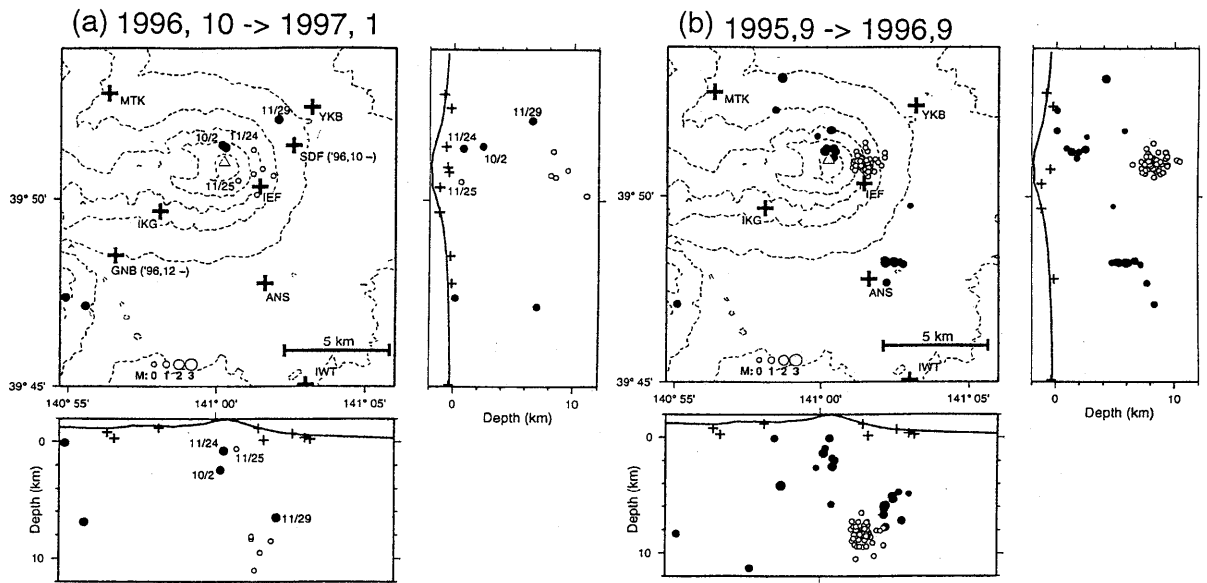 (a) 1996, 10 -> 1997, 1
MTK
11/29
YKB
10/2
11/24
SDF ('96,10 –)
11/25
IEF
39° 50'
IKG
GNB ('96,12 –)
ANS
5 km
M: 0 1 2 3
IWT
39° 45'
140° 55'
141° 00'
141° 05'
11/29
11/24
10/2
11/25
0
10
Depth (km)
0
10
Depth (km)
11/24
11/25
10/2
11/29
(b) 1995,9 -> 1996,9
MTK
YKB
IEF
39° 50'
IKG
ANS
5 km
M: 0 1 2 3
IWT
39° 45'
140° 55'
141° 00'
141° 05'
0
10
Depth (km)
0
10
Depth (km)